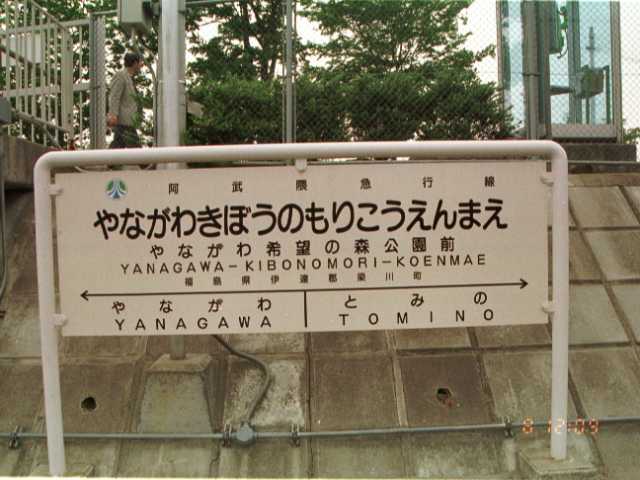 阿武隈急行線
やながわきぼうのもりこうえんまえ
やながわ希望の森公園前
YANAGAWA-KIBONOMORI-KOENMAE
福島県伊達郡梁川町
やながわ とみの
YANAGAWA TOMINO